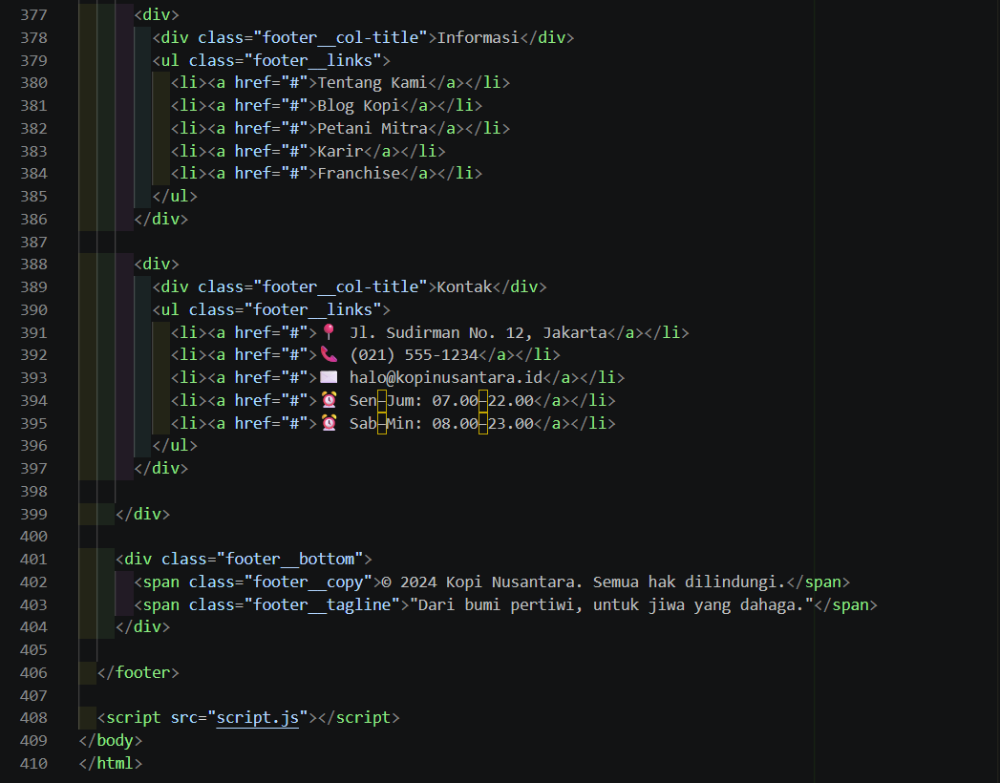 377 <div>
378 <div class="footer__col-title">Informasi</div>
379 <ul class="footer__links">
380 <li><a href="#">Tentang Kami</a></li>
381 <li><a href="#">Blog Kopi</a></li>
382 <li><a href="#">Petani Mitra</a></li>
383 <li><a href="#">Karir</a></li>
384 <li><a href="#">Franchise</a></li>
385 </ul>
386 </div>
387
388 <div>
389 <div class="footer__col-title">Kontak</div>
390 <ul class="footer__links">
391 <li><a href="#">📍 Jl. Sudirman No. 12, Jakarta</a></li>
392 <li><a href="#">📞 (021) 555-1234</a></li>
393 <li><a href="#">✉️ halo@kopinusantara.id</a></li>
394 <li><a href="#">⏰ Sen–Jum: 07.00–22.00</a></li>
395 <li><a href="#">⏰ Sab–Min: 08.00–23.00</a></li>
396 </ul>
397 </div>
398
399 </div>
400
401 <div class="footer__bottom">
402 <span class="footer__copy">© 2024 Kopi Nusantara. Semua hak dilindungi.</span>
403 <span class="footer__tagline">"Dari bumi pertiwi, untuk jiwa yang dahaga."</span>
404 </div>
405
406 </footer>
407
408 <script src="script.js"></script>
409 </body>
410 </html>